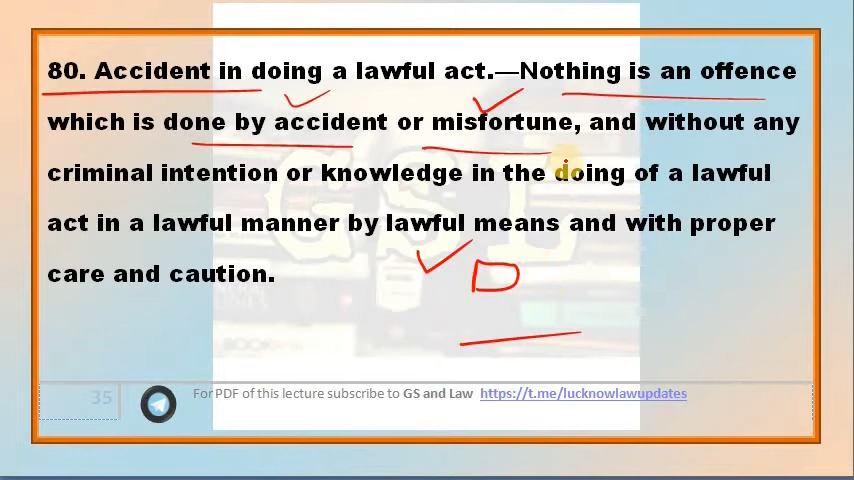 80. Accident in doing a lawful act.—Nothing is an offence
which is done by accident or misfortune, and without any
criminal intention or knowledge in the doing of a lawful
act in a lawful manner by lawful means and with proper
care and caution.
GSL
D
35
For PDF of this lecture subscribe to GS and Law https://t.me/lucknowlawupdates